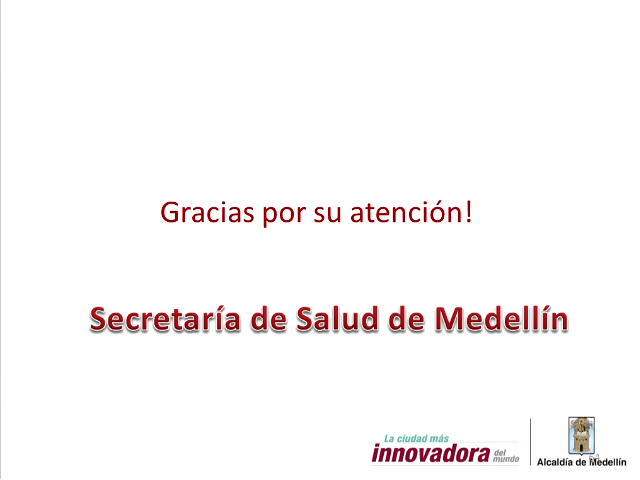 Gracias por su atención!
Secretaría de Salud de Medellín
La ciudad más
innovadora del mundo
Alcaldía de Medellín